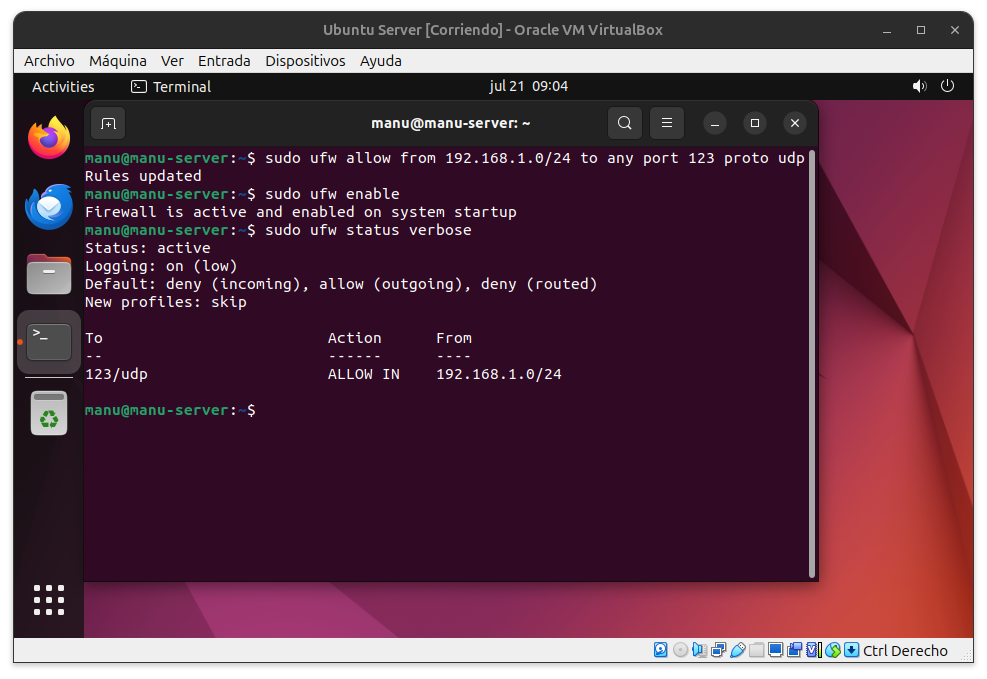 Ubuntu Server [Corriendo] - Oracle VM VirtualBox
Archivo Máquina Ver Entrada Dispositivos Ayuda
Activities Terminal jul 21 09:04
manu@manu-server: ~
manu@manu-server:~$ sudo ufw allow from 192.168.1.0/24 to any port 123 proto udp
Rules updated
manu@manu-server:~$ sudo ufw enable
Firewall is active and enabled on system startup
manu@manu-server:~$ sudo ufw status verbose
Status: active
Logging: on (low)
Default: deny (incoming), allow (outgoing), deny (routed)
New profiles: skip
To Action From
-- ------ ----
123/udp ALLOW IN 192.168.1.0/24
manu@manu-server:~$
Ctrl Derecho